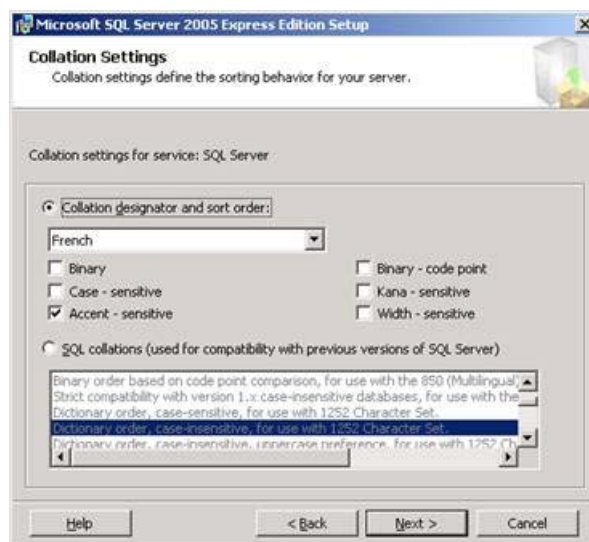 Microsoft SQL Server 2005 Express Edition Setup
Collation Settings
Collation settings define the sorting behavior for your server.
Collation settings for service: SQL Server
Collation designator and sort order:
French
Binary
Binary - code point
Case - sensitive
Kana - sensitive
Accent - sensitive
Width - sensitive
SQL collations (used for compatibility with previous versions of SQL Server)
Binary order based on code point comparison, for use with the 850 (Multilingual)
Strict compatibility with version 1.x case-insensitive databases, for use with the
Dictionary order, case-sensitive, for use with 1252 Character Set.
Dictionary order, case-insensitive, for use with 1252 Character Set.
Dictionary order, case-insensitive, uppercase preference, for use with 1252 Ch
Help
< Back
Next >
Cancel